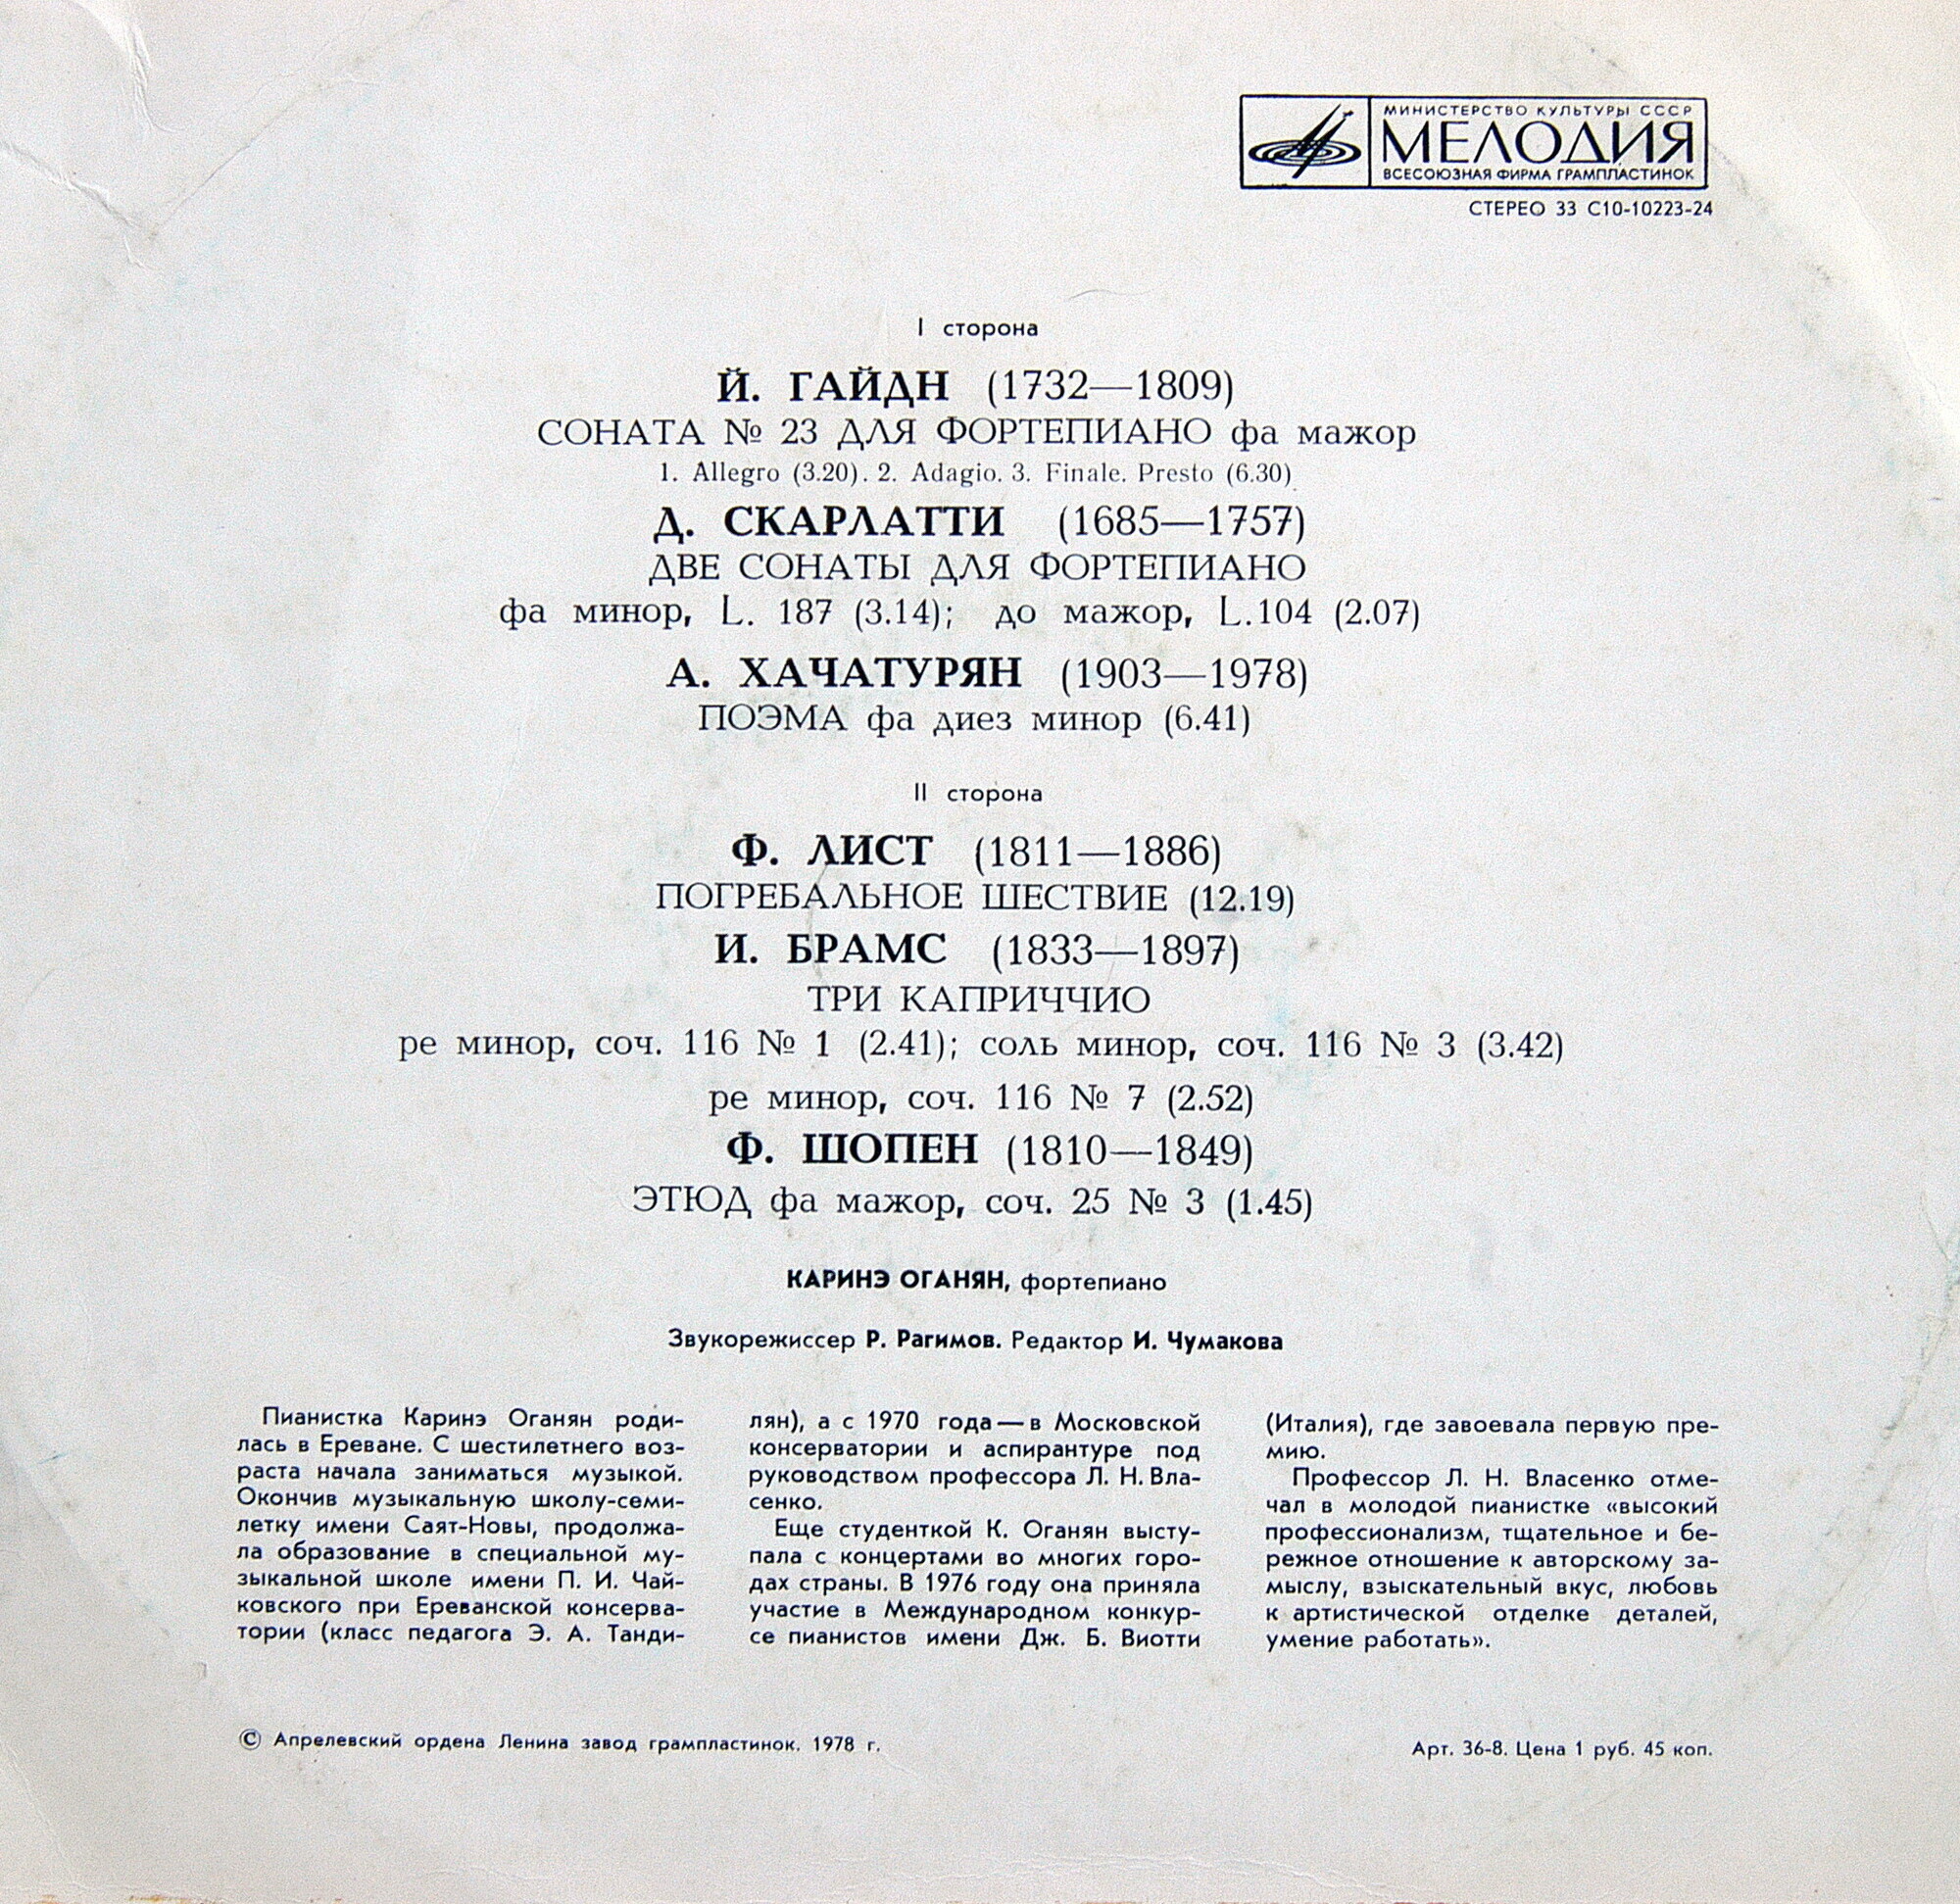 МИНИСТЕРСТВО КУЛЬТУРЫ СССР
МЕЛОДИЯ
ВСЕСОЮЗНАЯ ФИРМА ГРАМПЛАСТИНОК
СТЕРЕО 33 С10-10223-24
I сторона
Й. ГАЙДН (1732—1809)
СОНАТА № 23 ДЛЯ ФОРТЕПИАНО фа мажор
1. Allegro (3.20). 2. Adagio. 3. Finale. Presto (6.30)
Д. СКАРЛАТТИ (1685—1757)
ДВЕ СОНАТЫ ДЛЯ ФОРТЕПИАНО
фа минор, L. 187 (3.14); до мажор, L.104 (2.07)
А. ХАЧАТУРЯН (1903—1978)
ПОЭМА фа диез минор (6.41)
II сторона
Ф. ЛИСТ (1811—1886)
ПОГРЕБАЛЬНОЕ ШЕСТВИЕ (12.19)
И. БРАМС (1833—1897)
ТРИ КАПРИЧЧИО
ре минор, соч. 116 № 1 (2.41); соль минор, соч. 116 № 3 (3.42)
ре минор, соч. 116 № 7 (2.52)
Ф. ШОПЕН (1810—1849)
ЭТЮД фа мажор, соч. 25 № 3 (1.45)
КАРИНЭ ОГАНЯН, фортепиано
Звукорежиссер Р. Рагимов. Редактор И. Чумакова
Пианистка Каринэ Оганян роди-
лась в Ереване. С шестилетнего воз-
раста начала заниматься музыкой.
Окончив музыкальную школу-семи-
летку имени Саят-Новы, продолжа-
ла образование в специальной му-
зыкальной школе имени П. И. Чай-
ковского при Ереванской консерва-
тории (класс педагога Э. А. Танди-
лян), а с 1970 года — в Московской
консерватории и аспирантуре под
руководством профессора Л. Н. Вла-
сенко.
Еще студенткой К. Оганян высту-
пала с концертами во многих горо-
дах страны. В 1976 году она приняла
участие в Международном конкур-
се пианистов имени Дж. Б. Виотти
(Италия), где завоевала первую пре-
мию.
Профессор Л. Н. Власенко отме-
чал в молодой пианистке «высокий
профессионализм, тщательное и бе-
режное отношение к авторскому за-
мыслу, взыскательный вкус, любовь
к артистической отделке деталей,
умение работать».
© Апрелевский ордена Ленина завод грампластинок. 1978 г.
Арт. 36-8. Цена 1 руб. 45 коп.